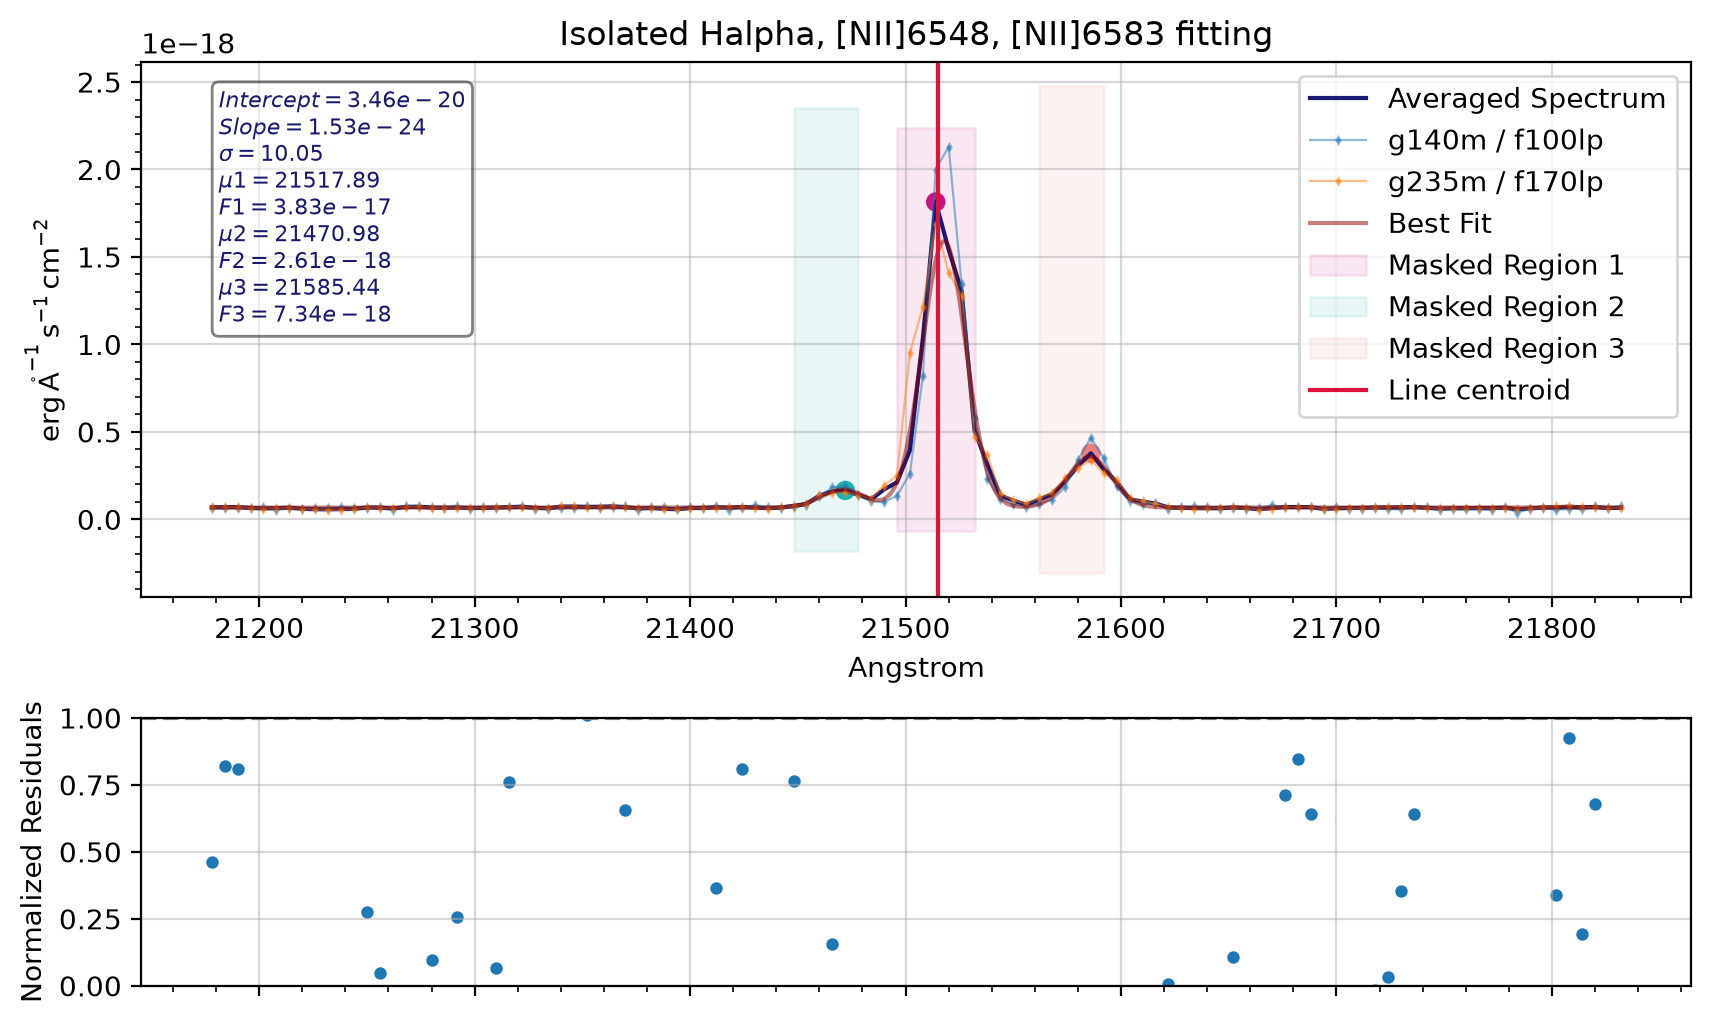 Isolated Halpha, [NII]6548, [NII]6583 fitting
1e−18
2.5
2.0
1.5
1.0
0.5
0.0
erg Å⁻¹ s⁻¹ cm⁻²
Intercept = 3.46e − 20
Slope = 1.53e − 24
σ = 10.05
μ1 = 21517.89
F1 = 3.83e − 17
μ2 = 21470.98
F2 = 2.61e − 18
μ3 = 21585.44
F3 = 7.34e − 18
Averaged Spectrum
g140m / f100lp
g235m / f170lp
Best Fit
Masked Region 1
Masked Region 2
Masked Region 3
Line centroid
21200 21300 21400 21500 21600 21700 21800
Angstrom
Normalized Residuals
1.00
0.75
0.50
0.25
0.00